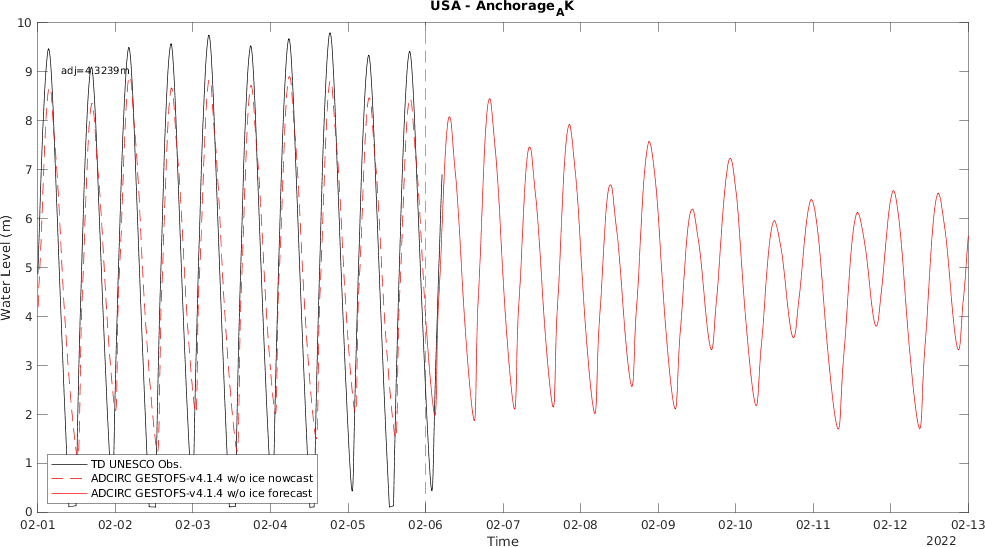 USA - Anchorage_AK
adj=4.3239m
10
9
8
7
6
5
4
3
2
1
0
Water Level (m)
TD UNESCO Obs.
ADCIRC GESTOFS-v4.1.4 w/o ice nowcast
ADCIRC GESTOFS-v4.1.4 w/o ice forecast
02-01 02-02 02-03 02-04 02-05 02-06 02-07 02-08 02-09 02-10 02-11 02-12 02-13
Time
2022